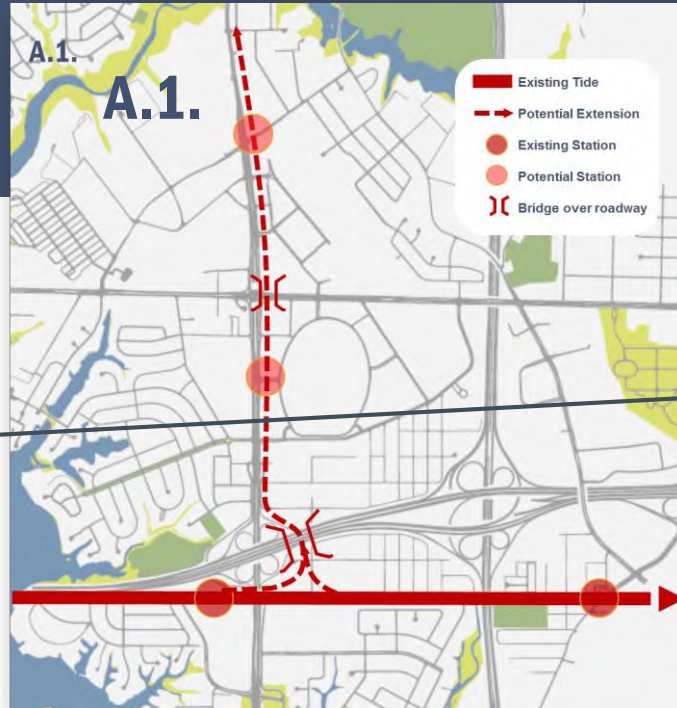 A.1.
A.1.
Existing Tide
Potential Extension
Existing Station
Potential Station
Bridge over roadway